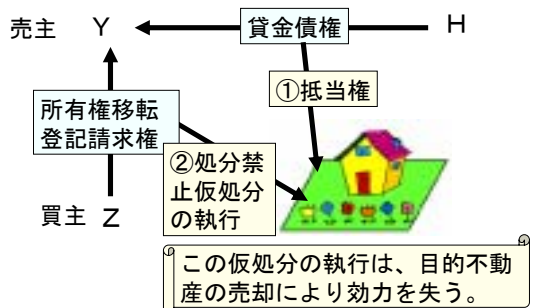 売主 Y 貸金債権 H
①抵当権
所有権移転
登記請求権
②処分禁
止仮処分
の執行
買主 Z
この仮処分の執行は、目的不動
産の売却により効力を失う。